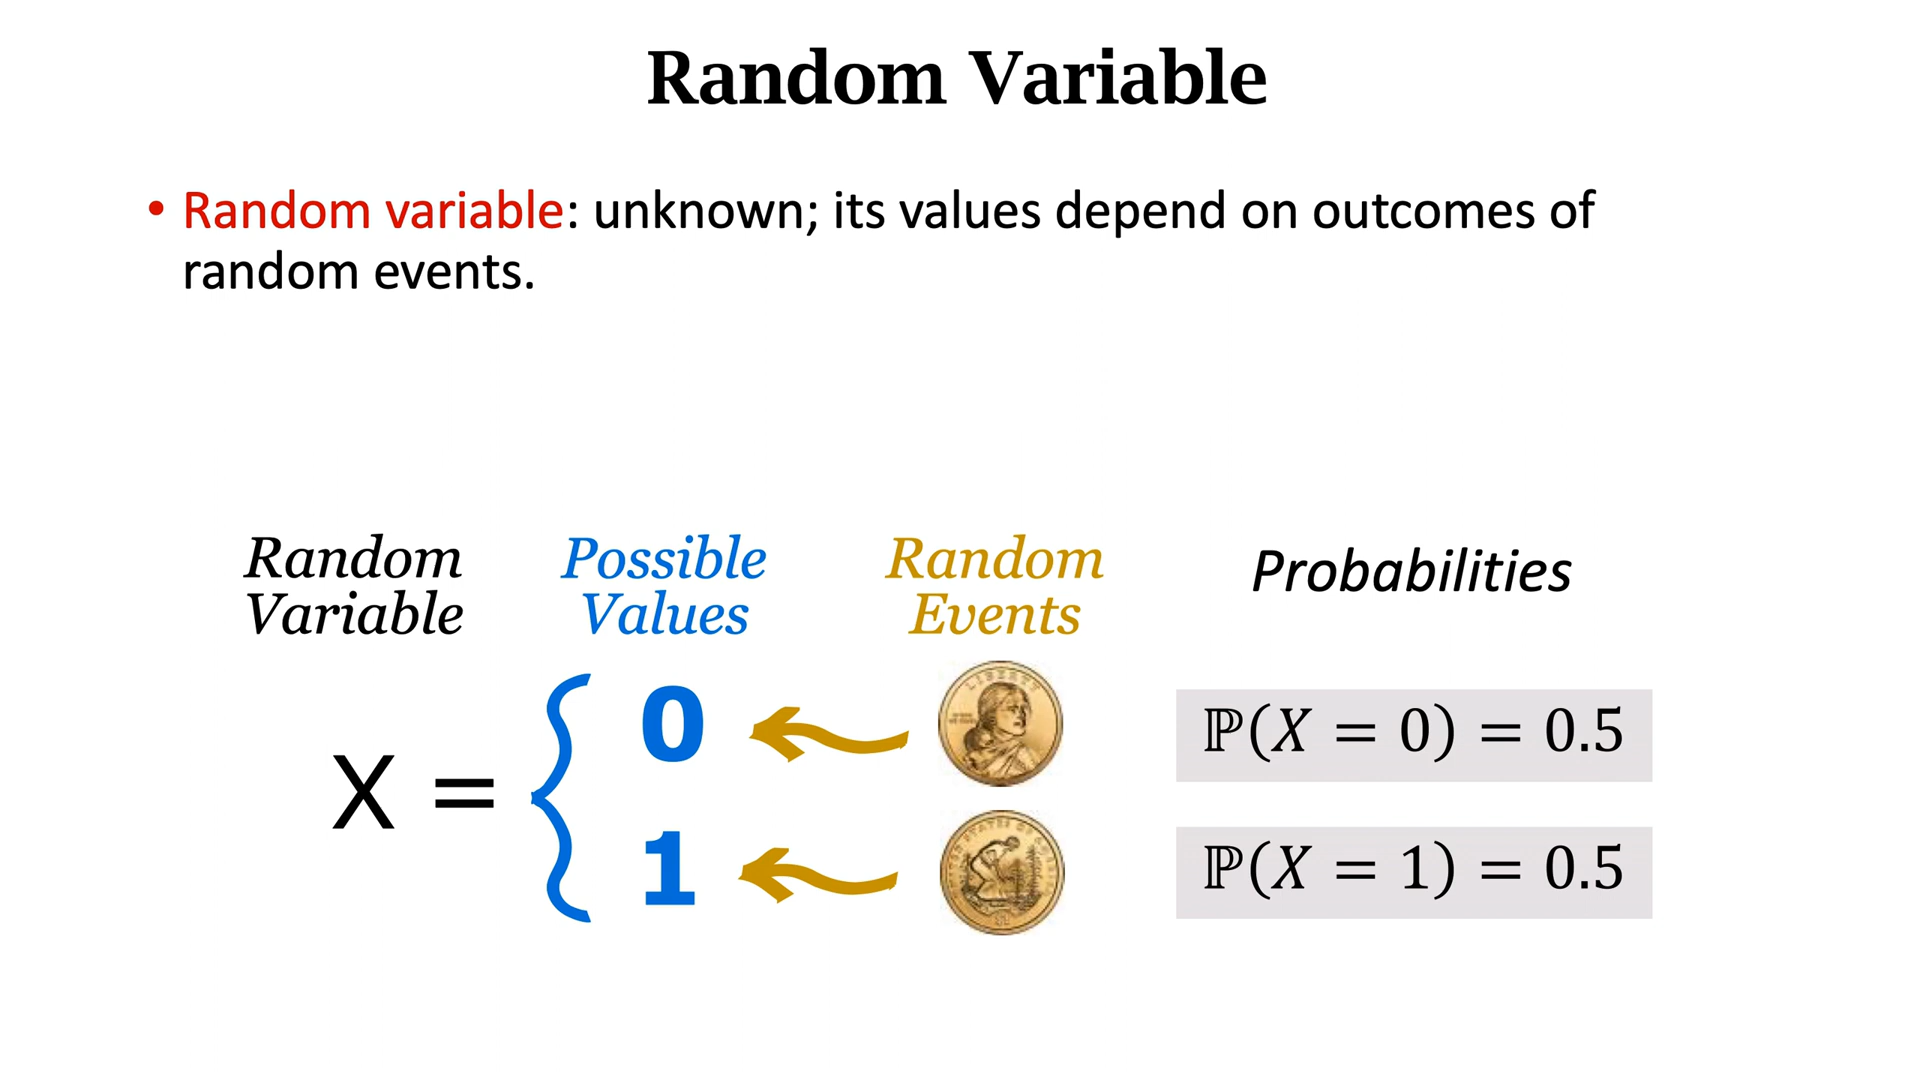 Random Variable
• Random variable: unknown; its values depend on outcomes of
random events.
Random
Variable
Possible
Values
Random
Events
Probabilities
X =
0
1
LIBERTY
ℙ(X = 0) = 0.5
ℙ(X = 1) = 0.5